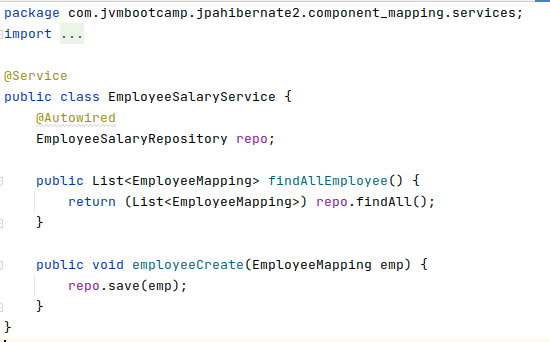 package com.jvmbootcamp.jpahibernate2.component_mapping.services;
import ...
@Service
public class EmployeeSalaryService {
@Autowired
EmployeeSalaryRepository repo;
public List<EmployeeMapping> findAllEmployee() {
return (List<EmployeeMapping>) repo.findAll();
}
public void employeeCreate(EmployeeMapping emp) {
repo.save(emp);
}
}